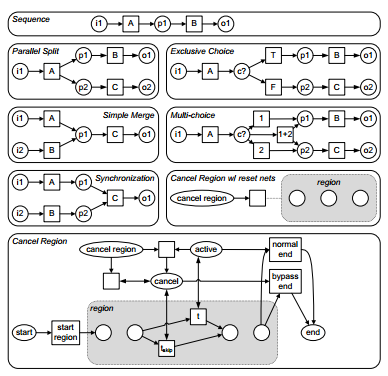 Sequence
i1 A p1 B o1
Parallel Split
i1 A p1 B o1
p2 C o2
Exclusive Choice
i1 A c? T p1 B o1
F p2 C o2
Simple Merge
i1 A p1 C o1
i2 B
Multi-choice
i1 A c? 1 p1 B o1
1+2
2 p2 C o2
Synchronization
i1 A p1 C o1
i2 B p2
Cancel Region w/ reset nets
cancel region
region
Cancel Region
cancel region
active
normal
end
cancel
bypass
end
region
t
start
start
region
tskip
end